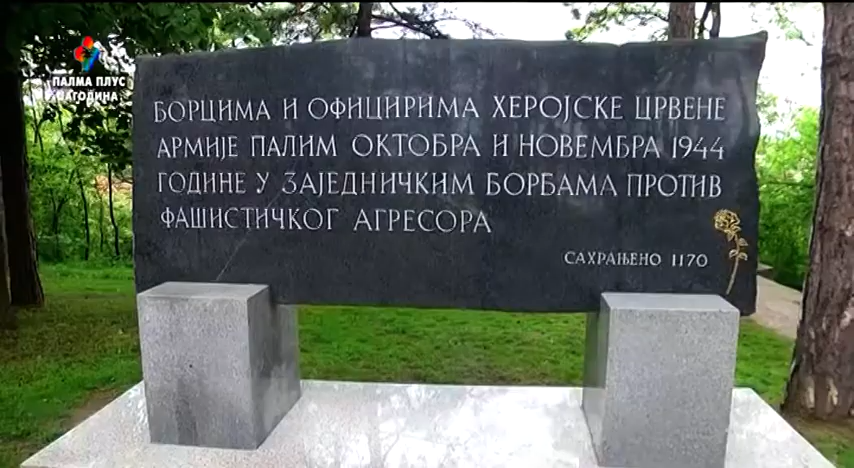 ПАЛМА ПЛУС
ЈАГОДИНА
БОРЦИМА И ОФИЦИРИМА ХЕРОЈСКЕ ЦРВЕНЕ
АРМИЈЕ ПАЛИМ ОКТОБРА И НОВЕМБРА 1944
ГОДИНЕ У ЗАЈЕДНИЧКИМ БОРБАМА ПРОТИВ
ФАШИСТИЧКОГ АГРЕСОРА
САХРАЊЕНО 1170